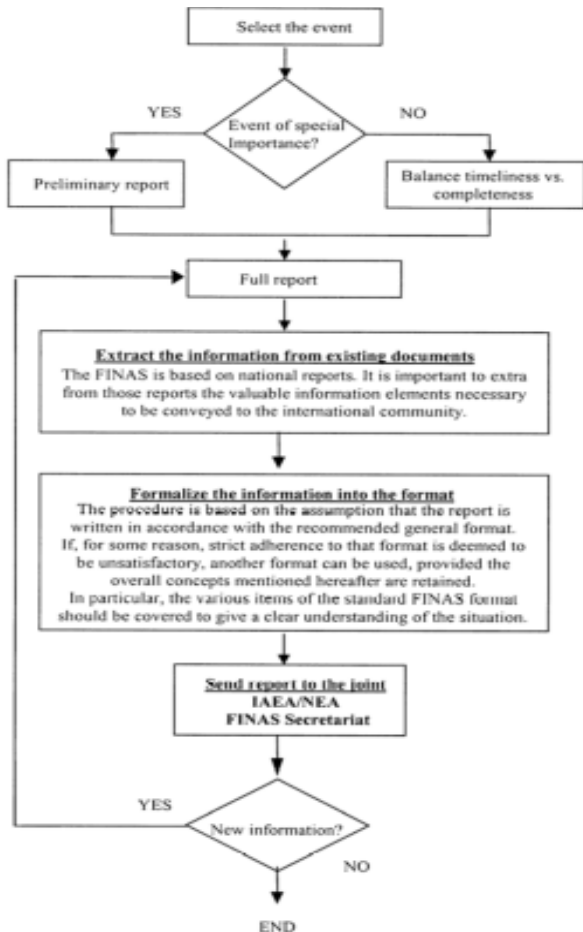 Select the event
YES
NO
Event of special
Importance?
Preliminary report
Balance timeliness vs.
completeness
Full report
Extract the information from existing documents
The FINAS is based on national reports. It is important to extra
from those reports the valuable information elements necessary
to be conveyed to the international community.
Formalize the information into the format
The procedure is based on the assumption that the report is
written in accordance with the recommended general format.
If, for some reason, strict adherence to that format is deemed to
be unsatisfactory, another format can be used, provided the
overall concepts mentioned hereafter are retained.
In particular, the various items of the standard FINAS format
should be covered to give a clear understanding of the situation.
Send report to the joint
IAEA/NEA
FINAS Secretariat
YES
New information?
NO
END